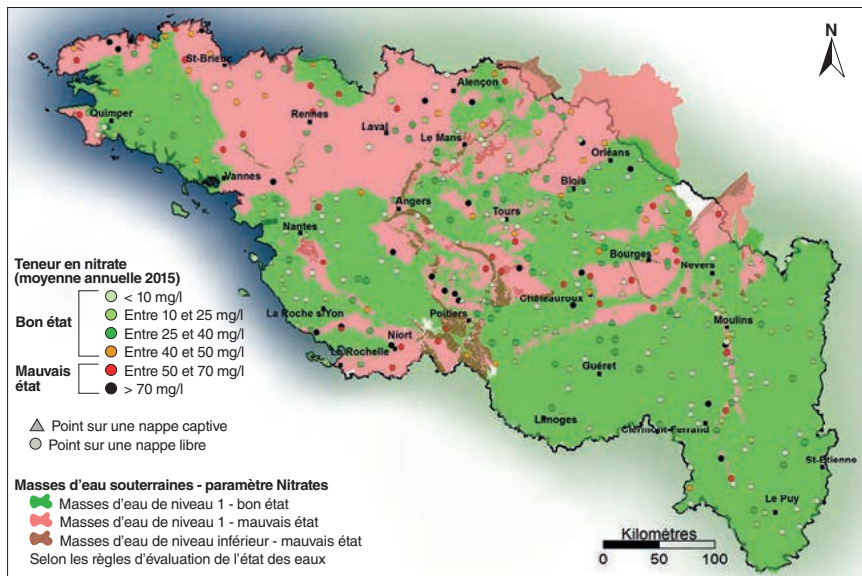 N
St-Brieuc
Alençon
Quimper
Rennes
Laval
Le Mans
Orléans
Vannes
Blois
Angers
Tours
Nantes
Bourges
Nevers
Châteauroux
La Roche s/Yon
Poitiers
Moulins
Niort
La Rochelle
Guéret
Limoges
Clermont-Ferrand
St-Etienne
Le Puy
Teneur en nitrate
(moyenne annuelle 2015)
Bon état
< 10 mg/l
Entre 10 et 25 mg/l
Entre 25 et 40 mg/l
Entre 40 et 50 mg/l
Mauvais
état
Entre 50 et 70 mg/l
> 70 mg/l
Point sur une nappe captive
Point sur une nappe libre
Masses d'eau souterraines - paramètre Nitrates
Masses d'eau de niveau 1 - bon état
Masses d'eau de niveau 1 - mauvais état
Masses d'eau de niveau inférieur - mauvais état
Selon les règles d'évaluation de l'état des eaux
Kilomètres
0 50 100